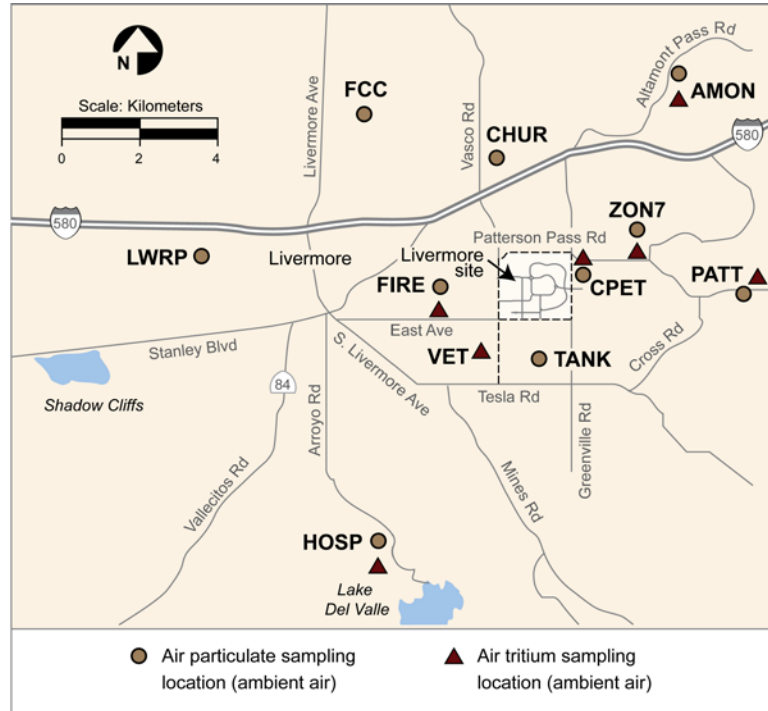 Altamont Pass Rd
AMON
N
Livermore Ave
FCC
Vasco Rd
Scale: Kilometers
0 2 4
CHUR
580
580
ZON7
LWRP
Livermore
Livermore
site
Patterson Pass Rd
FIRE
CPET
PATT
East Ave
Stanley Blvd
S. Livermore Ave
VET
TANK
Cross Rd
Shadow Cliffs
84
Tesla Rd
Arroyo Rd
Vallecitos Rd
Mines Rd
Greenville Rd
HOSP
Lake
Del Valle
Air particulate sampling
location (ambient air)
Air tritium sampling
location (ambient air)